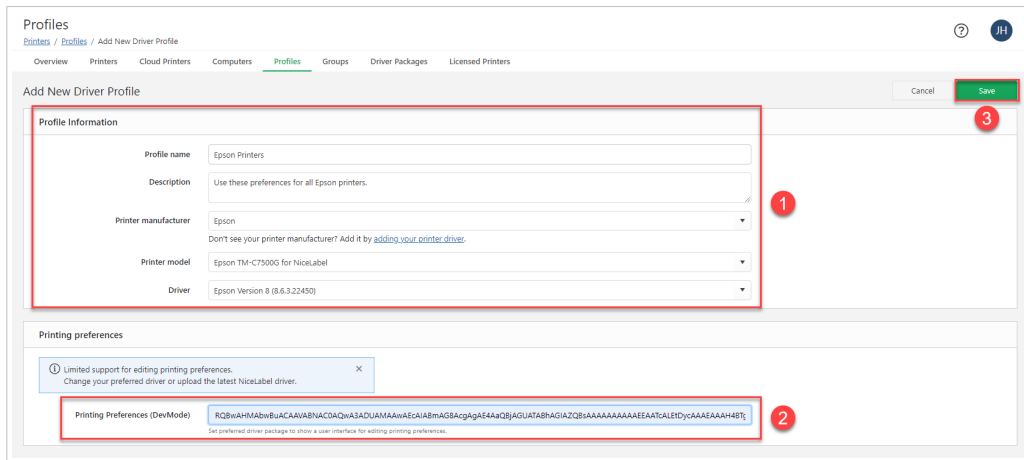 Profiles
Printers / Profiles / Add New Driver Profile
JH
Overview Printers Cloud Printers Computers Profiles Groups Driver Packages Licensed Printers
Add New Driver Profile
Cancel Save
3
Profile Information
Profile name Epson Printers
Description Use these preferences for all Epson printers.
1
Printer manufacturer Epson
Don't see your printer manufacturer? Add it by adding your printer driver.
Printer model Epson TM-C7500G for NiceLabel
Driver Epson Version 8 (8.6.3.22450)
Printing preferences
Limited support for editing printing preferences.
Change your preferred driver or upload the latest NiceLabel driver.
Printing Preferences (DevMode)
2
Set preferred driver package to show a user interface for editing printing preferences.